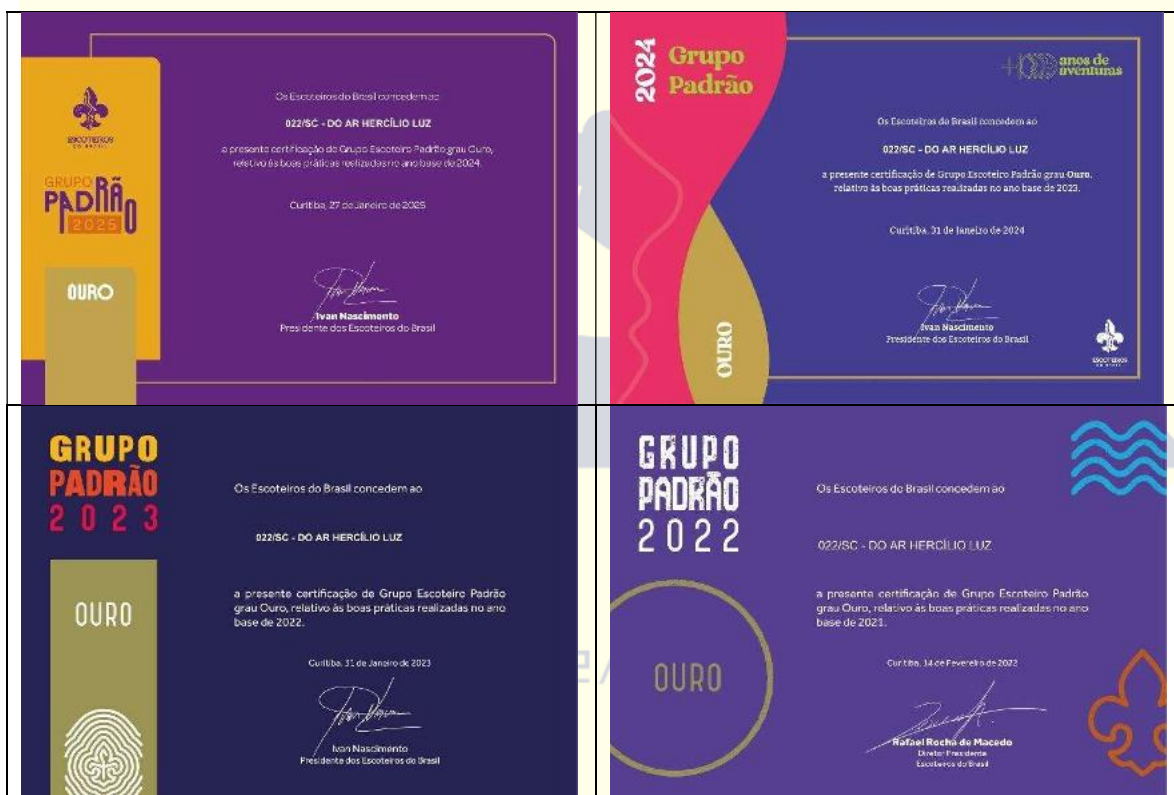 ESCOTEIROS
DO BRASIL
GRUPO
PADRÃO
2025
OURO
Os Escoteiros do Brasil concedem ao
022/SC - DO AR HERCÍLIO LUZ
a presente certificação de Grupo Escoteiro Padrão grau Ouro,
relativo às boas práticas realizadas no ano base de 2024.
Curitiba, 27 de Janeiro de 2025
Ivan Nascimento
Presidente dos Escoteiros do Brasil
2024
Grupo
Padrão
OURO
anos de
aventuras
Os Escoteiros do Brasil concedem ao
022/SC - DO AR HERCÍLIO LUZ
a presente certificação de Grupo Escoteiro Padrão grau Ouro,
relativo às boas práticas realizadas no ano base de 2023.
Curitiba, 31 de Janeiro de 2024
Ivan Nascimento
Presidente dos Escoteiros do Brasil
ESCOTEIROS
DO BRASIL
GRUPO
PADRÃO
2023
OURO
Os Escoteiros do Brasil concedem ao
022/SC - DO AR HERCÍLIO LUZ
a presente certificação de Grupo Escoteiro Padrão
grau Ouro, relativo às boas práticas realizadas no ano
base de 2022.
Curitiba, 31 de Janeiro de 2023
Ivan Nascimento
Presidente dos Escoteiros do Brasil
GRUPO
PADRÃO
2022
OURO
Os Escoteiros do Brasil concedem ao
022/SC - DO AR HERCÍLIO LUZ
a presente certificação de Grupo Escoteiro Padrão
grau Ouro, relativo às boas práticas realizadas no ano
base de 2021.
Curitiba, 14 de Fevereiro de 2022
Rafael Rocha de Macedo
Diretor Presidente
Escoteiros do Brasil